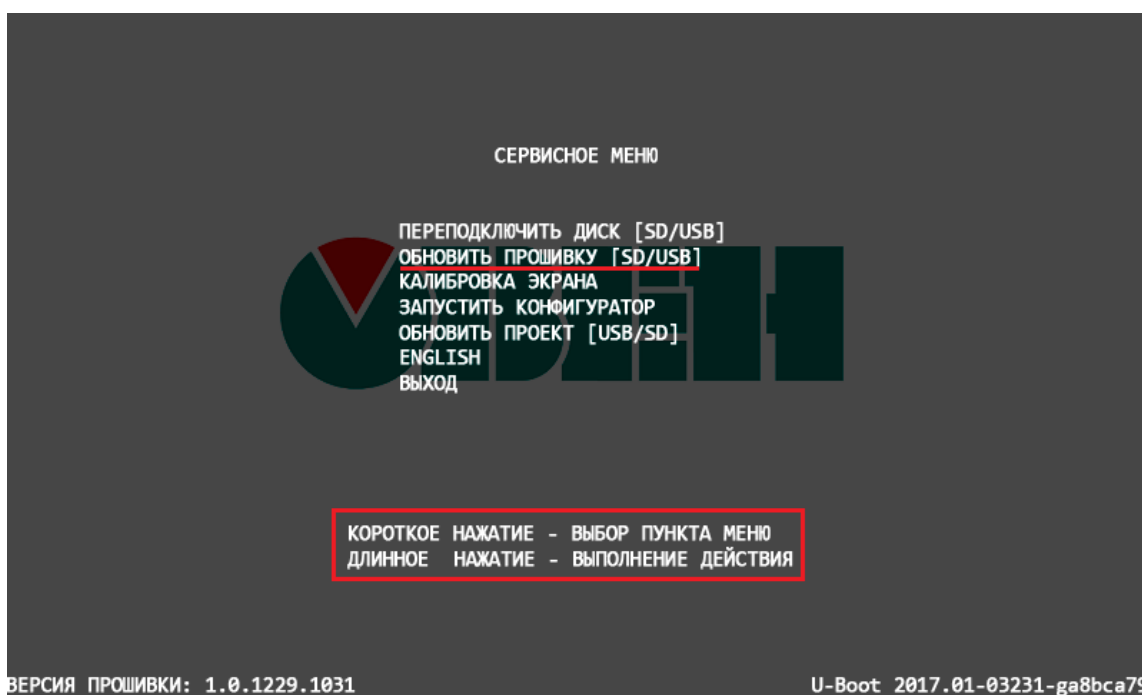 СЕРВИСНОЕ МЕНЮ
ПЕРЕПОДКЛЮЧИТЬ ДИСК [SD/USB]
ОБНОВИТЬ ПРОШИВКУ [SD/USB]
КАЛИБРОВКА ЭКРАНА
ЗАПУСТИТЬ КОНФИГУРАТОР
ОБНОВИТЬ ПРОЕКТ [USB/SD]
ENGLISH
ВЫХОД
ОВЕН
КОРОТКОЕ НАЖАТИЕ - ВЫБОР ПУНКТА МЕНЮ
ДЛИННОЕ НАЖАТИЕ - ВЫПОЛНЕНИЕ ДЕЙСТВИЯ
ВЕРСИЯ ПРОШИВКИ: 1.0.1229.1031
U-Boot 2017.01-03231-ga8bca79